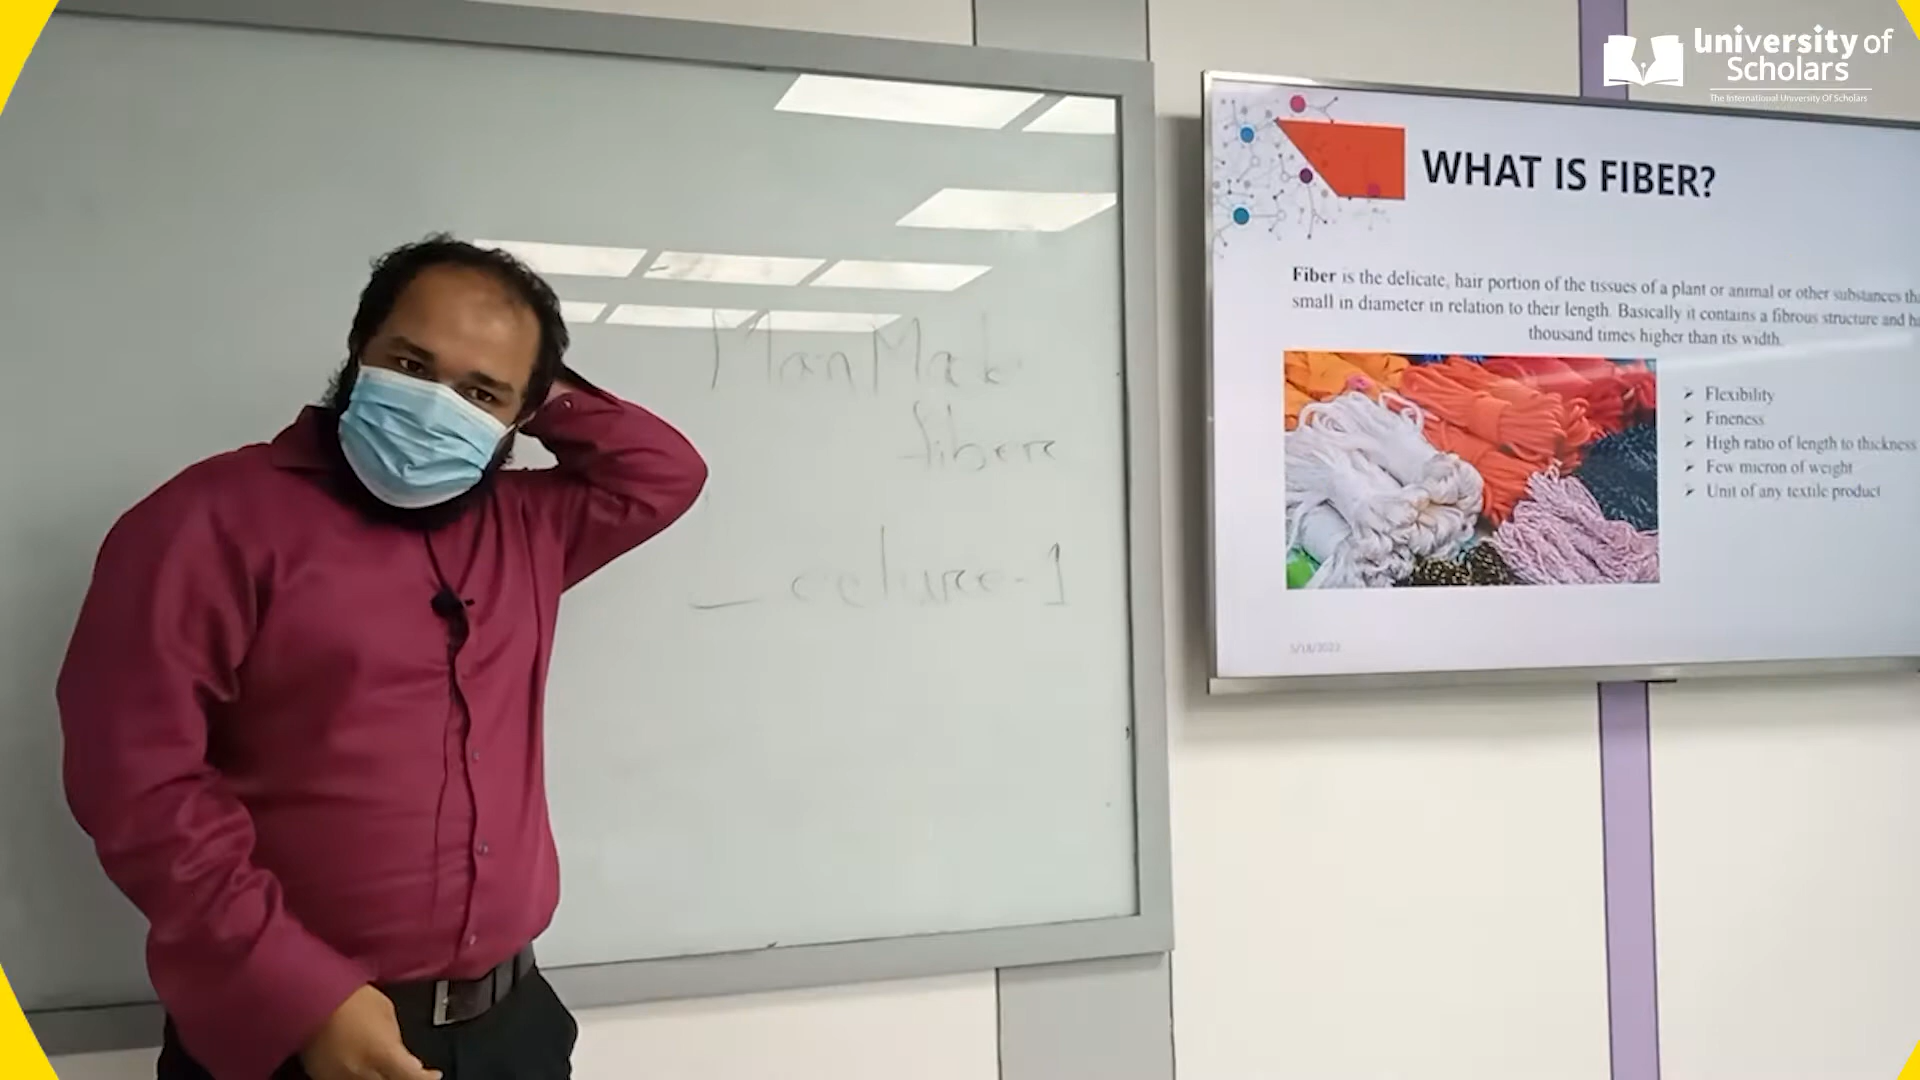 University of
Scholars
The International University Of Scholars
WHAT IS FIBER?
Fiber is the delicate, hair portion of the tissues of a plant or animal or other substances
small in diameter in relation to their length. Basically it contains a fibrous structure and
thousand times higher than its width.
Flexibility
Fineness
High ratio of length to thickness
Few micron of weight
Unit of any textile product
Man Made
fiber
Lecture-1